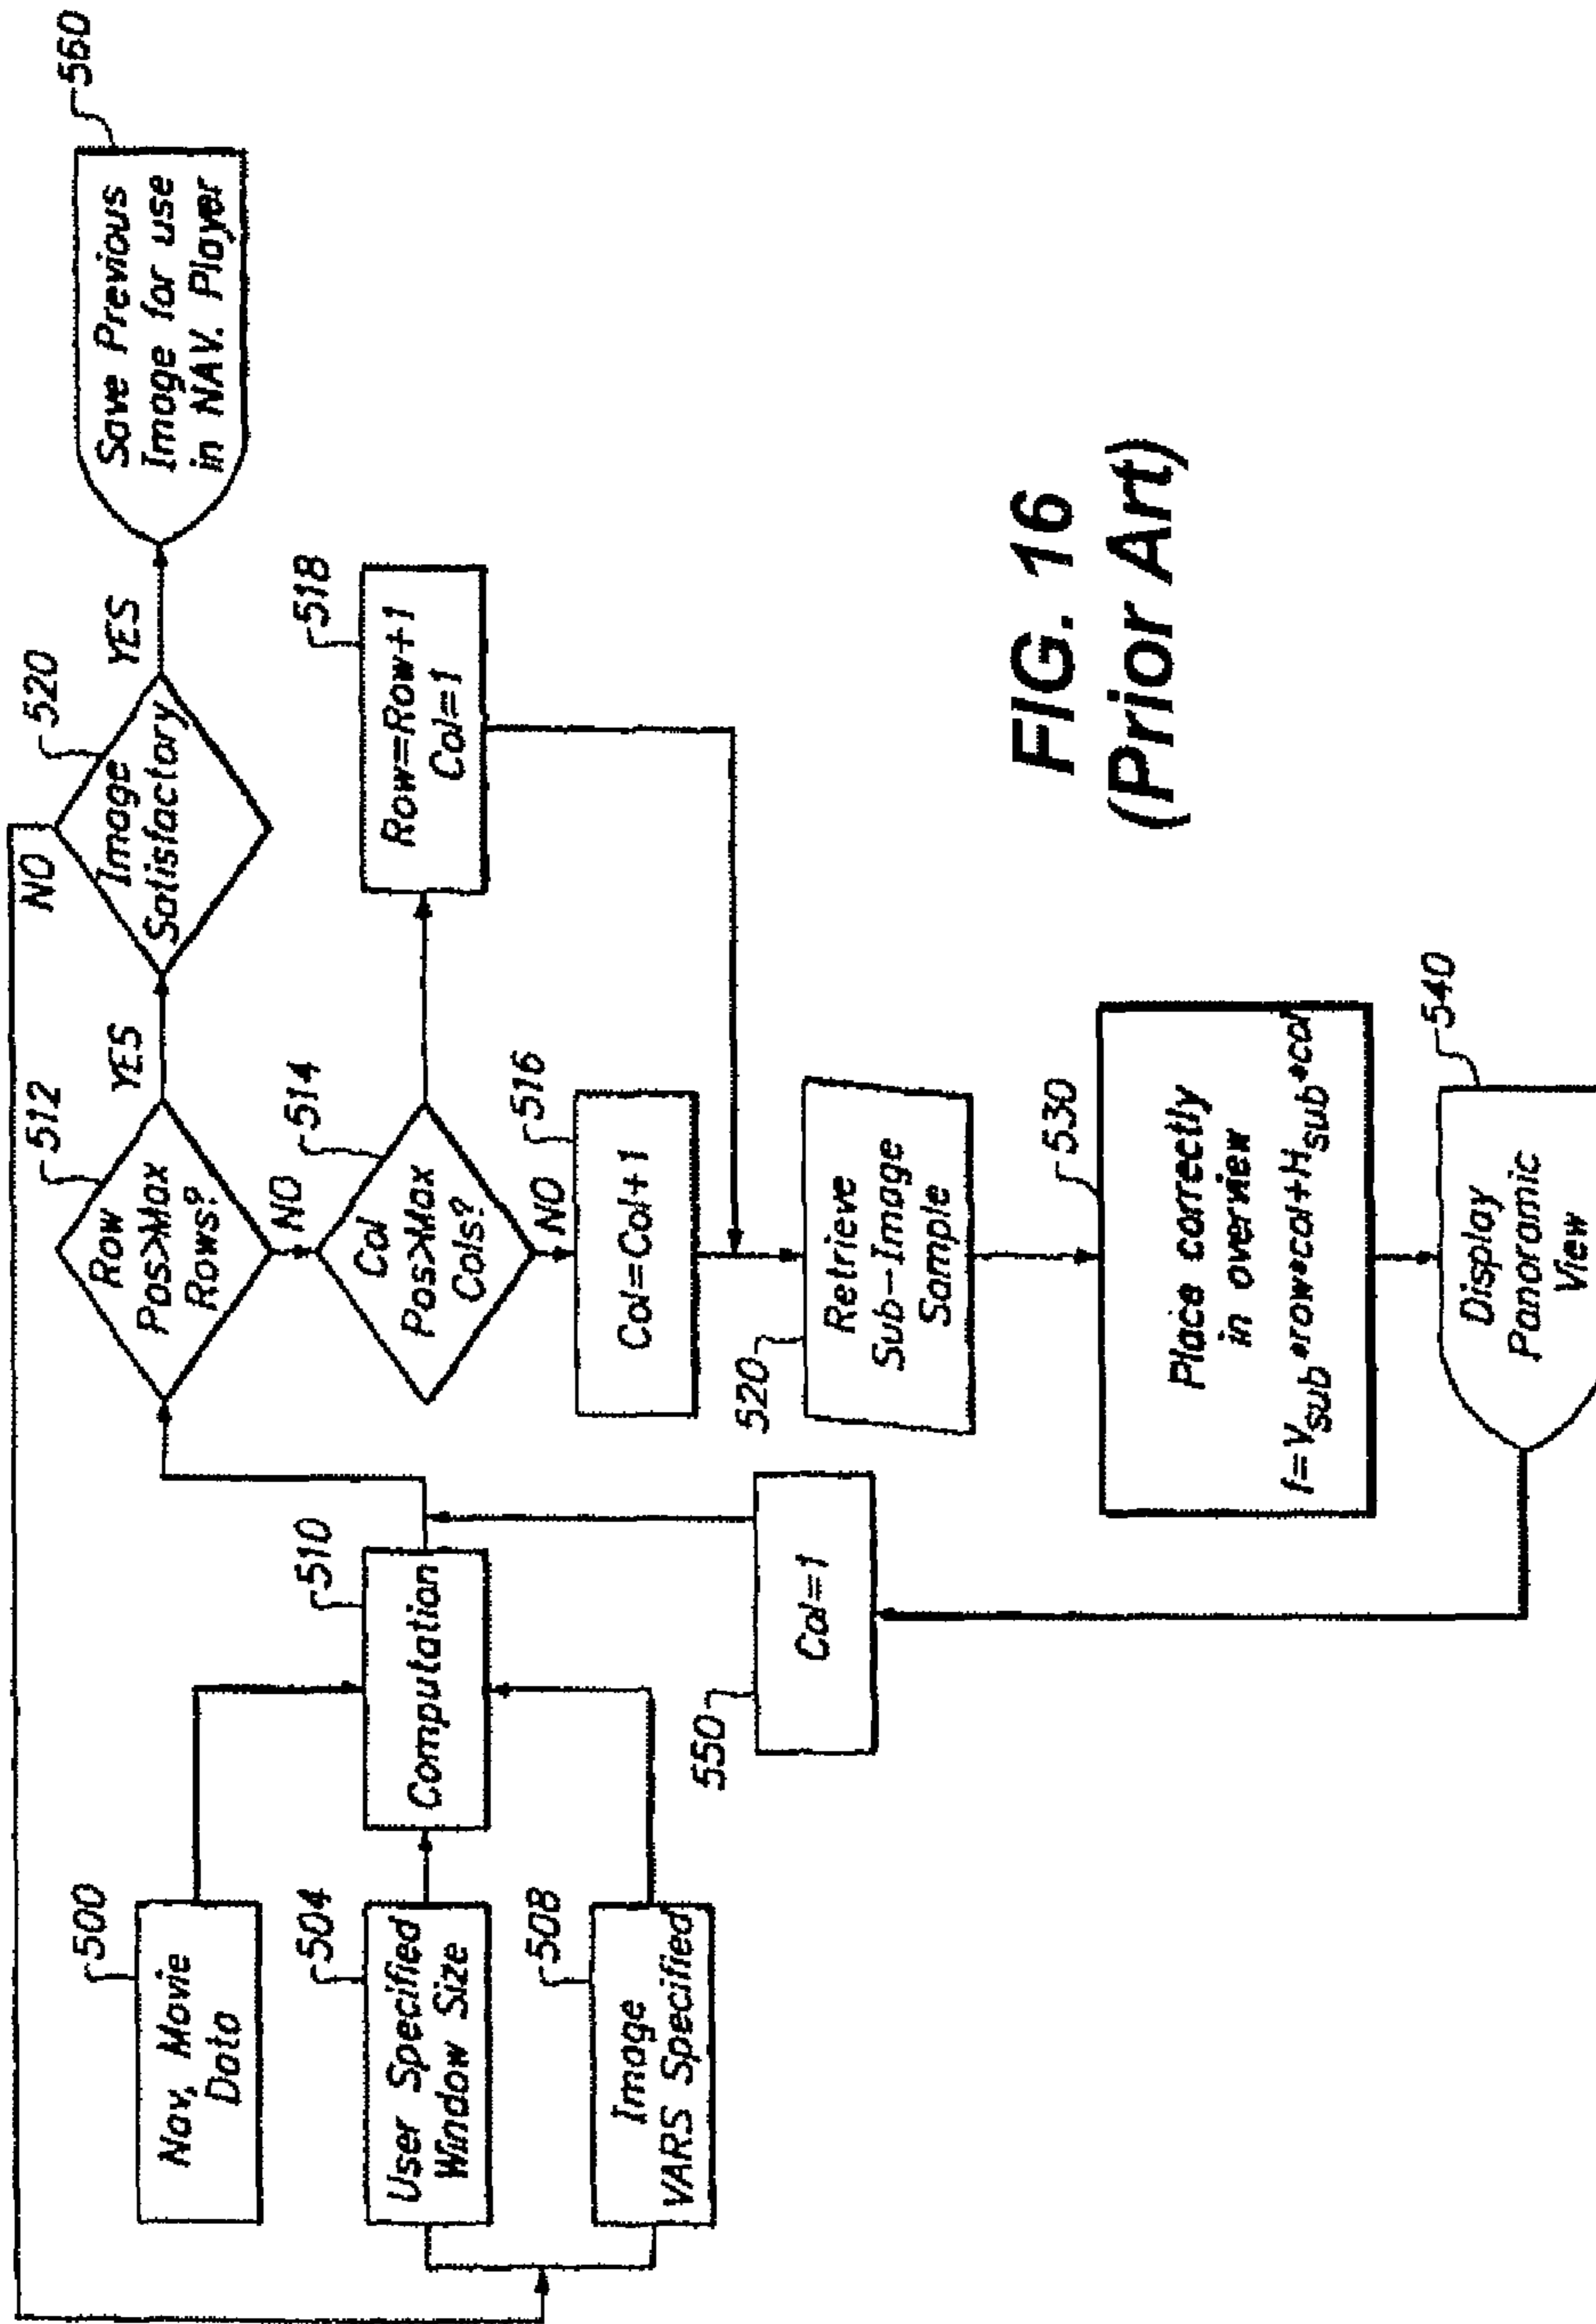 500
Nav, Movie
Data
504
User Specified
Window Size
508
Image
VARS Specified
510
Computation
512
Row
Pos>Max
Rows?
YES
NO
520
Image
Satisfactory
NO
YES
560
Save Previous
Image for use
in NAV. Player
514
Col
Pos>Max
Cols?
NO
518
Row=Row+1
Col=1
516
Col=Col+1
520
Retrieve
Sub-Image
Sample
530
Place correctly
in overview
f=Vsub*row*col+Hsub*col
540
Display
Panoramic
View
550
Col=1
FIG. 16
(Prior Art)